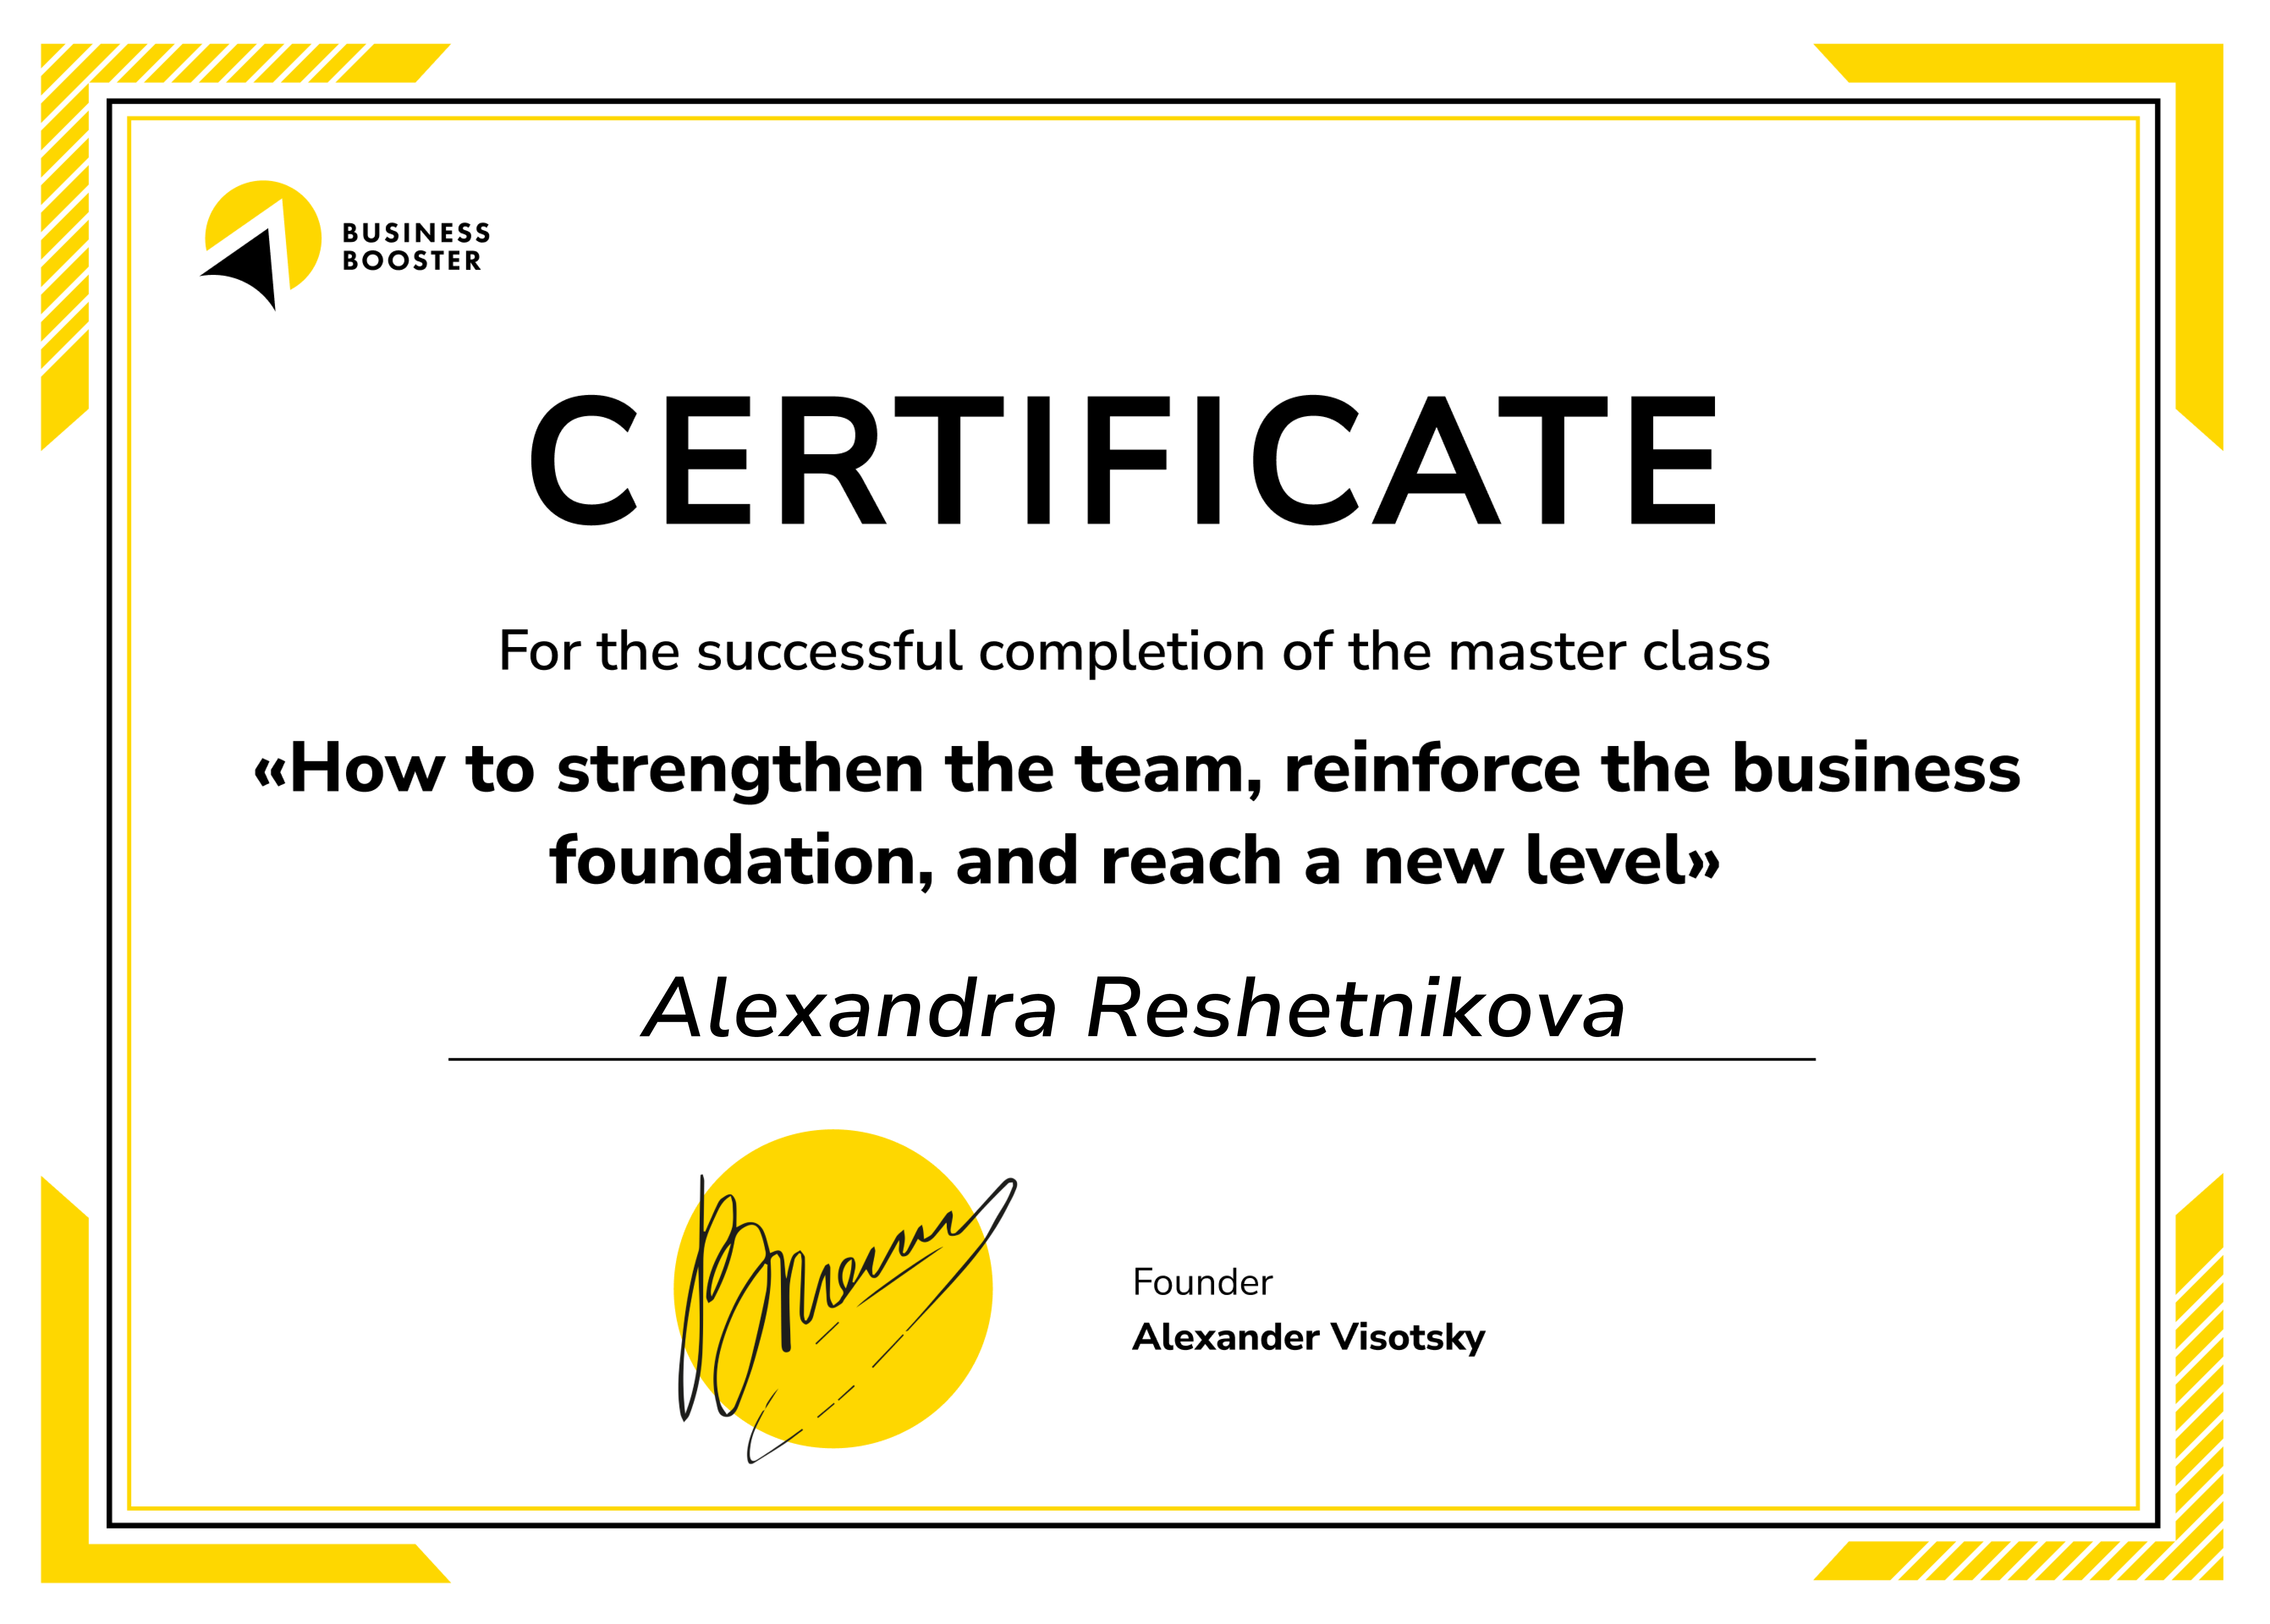 BUSINESS
BOOSTER
CERTIFICATE
For the successful completion of the master class
«How to strengthen the team, reinforce the business
foundation, and reach a new level»
Alexandra Reshetnikova
Founder
Alexander Visotsky